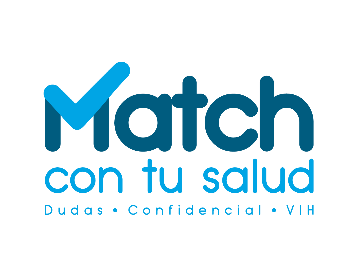 Match
con tu salud
Dudas • Confidencial • VIH